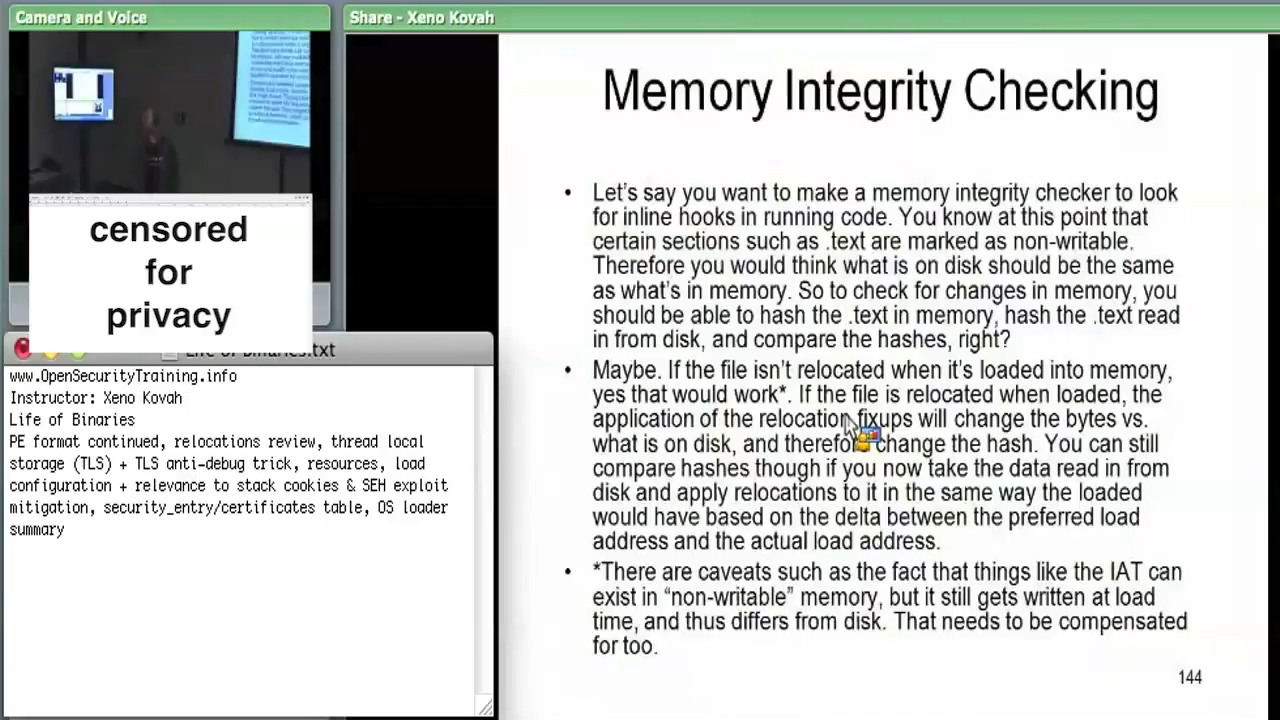 Camera and Voice
Share - Xeno Kovah
censored
for
privacy
Life of Binaries.txt
www.OpenSecurityTraining.info
Instructor: Xeno Kovah
Life of Binaries
PE format continued, relocations review, thread local
storage (TLS) + TLS anti-debug trick, resources, load
configuration + relevance to stack cookies & SEH exploit
mitigation, security_entry/certificates table, OS loader
summary
Memory Integrity Checking
• Let's say you want to make a memory integrity checker to look
for inline hooks in running code. You know at this point that
certain sections such as .text are marked as non-writable.
Therefore you would think what is on disk should be the same
as what's in memory. So to check for changes in memory, you
should be able to hash the .text in memory, hash the .text read
in from disk, and compare the hashes, right?
• Maybe. If the file isn't relocated when it's loaded into memory,
yes that would work*. If the file is relocated when loaded, the
application of the relocation fixups will change the bytes vs.
what is on disk, and therefore change the hash. You can still
compare hashes though if you now take the data read in from
disk and apply relocations to it in the same way the loaded
would have based on the delta between the preferred load
address and the actual load address.
• *There are caveats such as the fact that things like the IAT can
exist in “non-writable” memory, but it still gets written at load
time, and thus differs from disk. That needs to be compensated
for too.
144